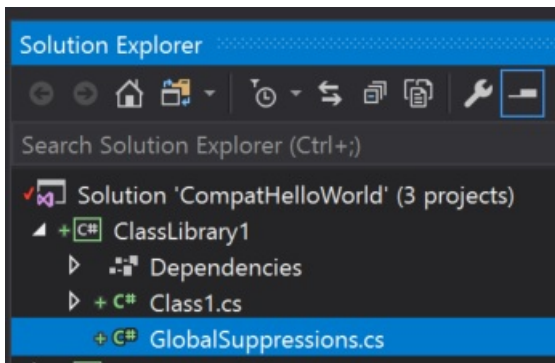 Solution Explorer
Search Solution Explorer (Ctrl+;)
Solution 'CompatHelloWorld' (3 projects)
+ C# ClassLibrary1
Dependencies
+ C# Class1.cs
+ C# GlobalSuppressions.cs